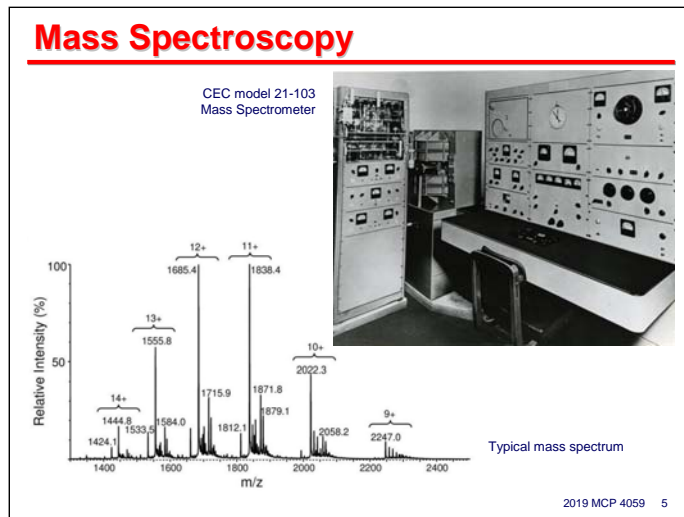 Mass Spectroscopy
CEC model 21-103
Mass Spectrometer
Relative Intensity (%)
100
50
14+
1424.1
1444.8
13+
1533.5
1555.8
1584.0
12+
1685.4
1715.9
11+
1812.1
1838.4
1871.8
1879.1
10+
2022.3
2058.2
9+
2247.0
1400 1600 1800 2000 2200 2400
m/z
Typical mass spectrum
2019 MCP 4059 5